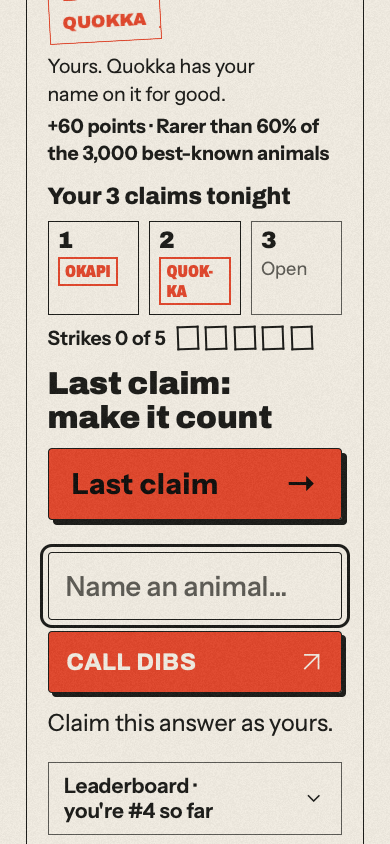 QUOKKA
Yours. Quokka has your
name on it for good.
+60 points · Rarer than 60% of
the 3,000 best-known animals
Your 3 claims tonight
1
OKAPI
2
QUOK-
KA
3
Open
Strikes 0 of 5
Last claim:
make it count
Last claim →
Name an animal...
CALL DIBS
Claim this answer as yours.
Leaderboard ·
you're #4 so far